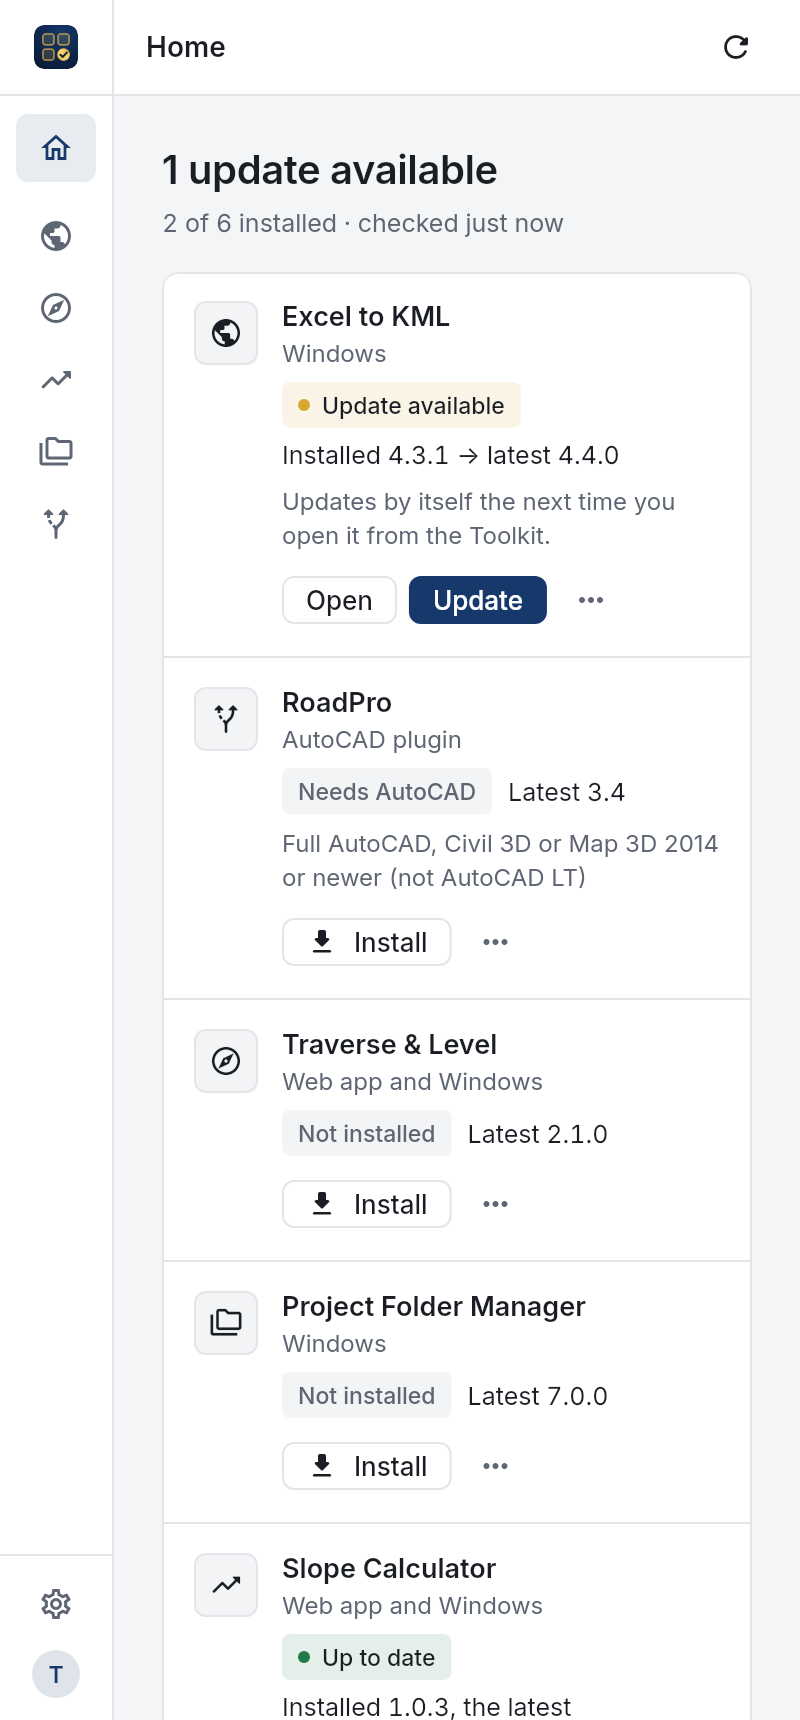 Home
1 update available
2 of 6 installed · checked just now
Excel to KML
Windows
Update available
Installed 4.3.1 → latest 4.4.0
Updates by itself the next time you
open it from the Toolkit.
Open
Update
RoadPro
AutoCAD plugin
Needs AutoCAD
Latest 3.4
Full AutoCAD, Civil 3D or Map 3D 2014
or newer (not AutoCAD LT)
Install
Traverse & Level
Web app and Windows
Not installed
Latest 2.1.0
Install
Project Folder Manager
Windows
Not installed
Latest 7.0.0
Install
Slope Calculator
Web app and Windows
Up to date
Installed 1.0.3, the latest
T